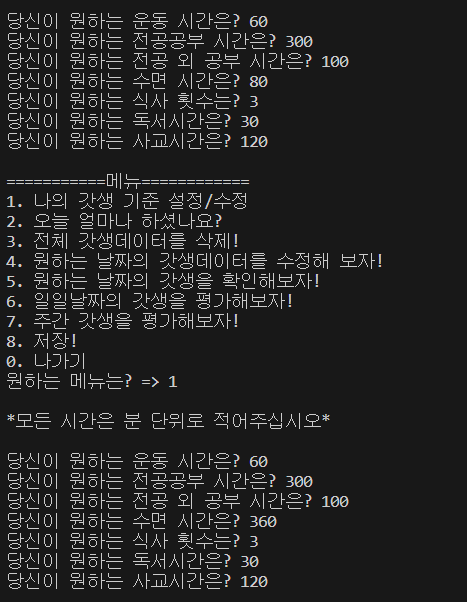 당신이 원하는 운동 시간은? 60
당신이 원하는 전공공부 시간은? 300
당신이 원하는 전공 외 공부 시간은? 100
당신이 원하는 수면 시간은? 80
당신이 원하는 식사 횟수는? 3
당신이 원하는 독서시간은? 30
당신이 원하는 사교시간은? 120
===========메뉴============
1. 나의 갓생 기준 설정/수정
2. 오늘 얼마나 하셨나요?
3. 전체 갓생데이터를 삭제!
4. 원하는 날짜의 갓생데이터를 수정해 보자!
5. 원하는 날짜의 갓생을 확인해보자!
6. 일일날짜의 갓생을 평가해보자!
7. 주간 갓생을 평가해보자!
8. 저장!
0. 나가기
원하는 메뉴는? => 1
*모든 시간은 분 단위로 적어주십시오*
당신이 원하는 운동 시간은? 60
당신이 원하는 전공공부 시간은? 300
당신이 원하는 전공 외 공부 시간은? 100
당신이 원하는 수면 시간은? 360
당신이 원하는 식사 횟수는? 3
당신이 원하는 독서시간은? 30
당신이 원하는 사교시간은? 120